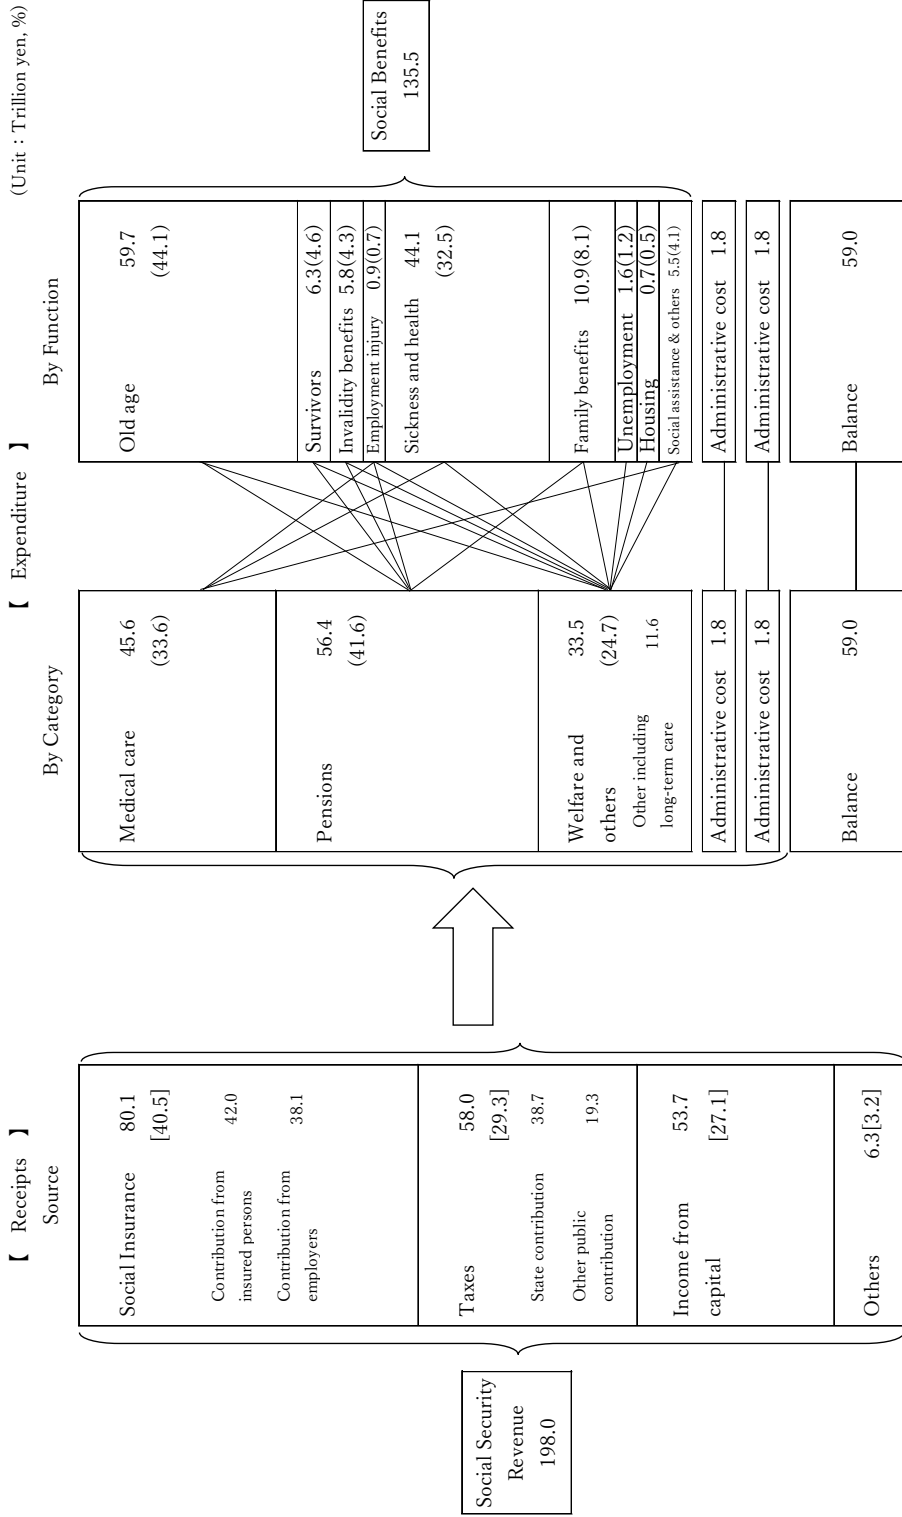 (Unit：Trillion yen, %)
【 Receipts 】
Source
Social Security
Revenue
198.0
Social Insurance 80.1
[40.5]
Contribution from 42.0
insured persons
Contribution from 38.1
employers
Taxes 58.0
[29.3]
State contribution 38.7
Other public 19.3
contribution
Income from 53.7
capital [27.1]
Others 6.3[3.2]
【 Expenditure 】
By Category
Medical care 45.6
(33.6)
Pensions 56.4
(41.6)
Welfare and 33.5
others (24.7)
Other including 11.6
long-term care
Administrative cost 1.8
Administrative cost 1.8
Balance 59.0
By Function
Old age 59.7
(44.1)
Survivors 6.3(4.6)
Invalidity benefits 5.8(4.3)
Employment injury 0.9(0.7)
Sickness and health 44.1
(32.5)
Family benefits 10.9(8.1)
Unemployment 1.6(1.2)
Housing 0.7(0.5)
Social assistance & others 5.5(4.1)
Administrative cost 1.8
Administrative cost 1.8
Balance 59.0
Social Benefits
135.5